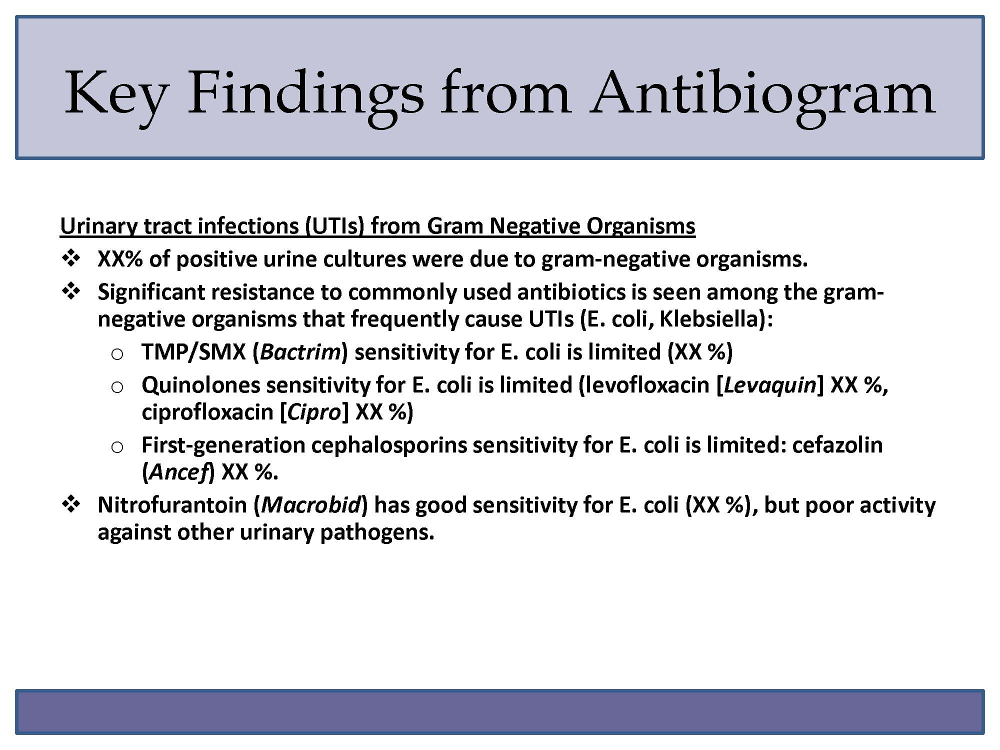 Key Findings from Antibiogram
Urinary tract infections (UTIs) from Gram Negative Organisms
❖ XX% of positive urine cultures were due to gram-negative organisms.
❖ Significant resistance to commonly used antibiotics is seen among the gram-
negative organisms that frequently cause UTIs (E. coli, Klebsiella):
o TMP/SMX (Bactrim) sensitivity for E. coli is limited (XX %)
o Quinolones sensitivity for E. coli is limited (levofloxacin [Levaquin] XX %,
ciprofloxacin [Cipro] XX %)
o First-generation cephalosporins sensitivity for E. coli is limited: cefazolin
(Ancef) XX %.
❖ Nitrofurantoin (Macrobid) has good sensitivity for E. coli (XX %), but poor activity
against other urinary pathogens.